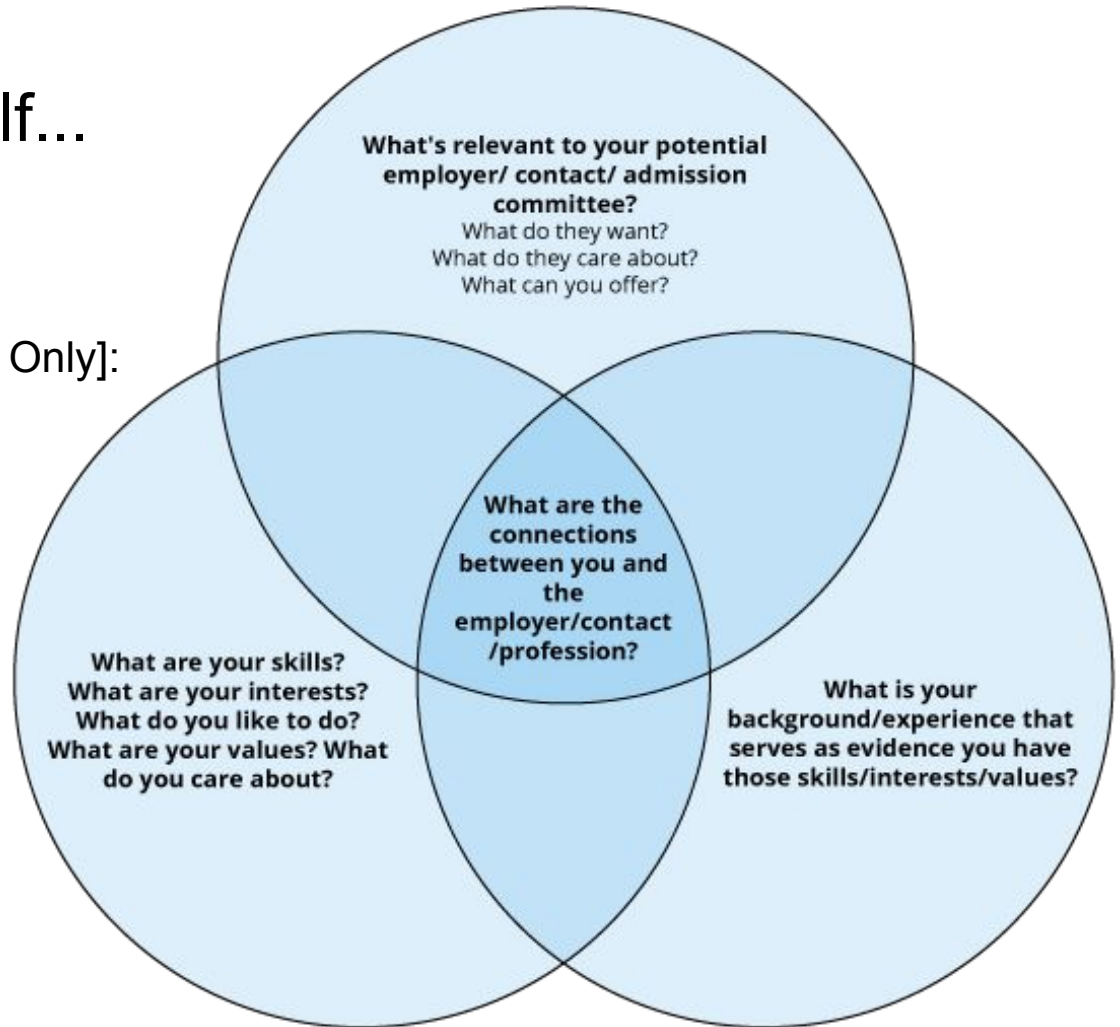 lf...
Only]:
What's relevant to your potential
employer/ contact/ admission
committee?
What do they want?
What do they care about?
What can you offer?
What are the
connections
between you and
the
employer/contact
/profession?
What are your skills?
What are your interests?
What do you like to do?
What are your values? What
do you care about?
What is your
background/experience that
serves as evidence you have
those skills/interests/values?